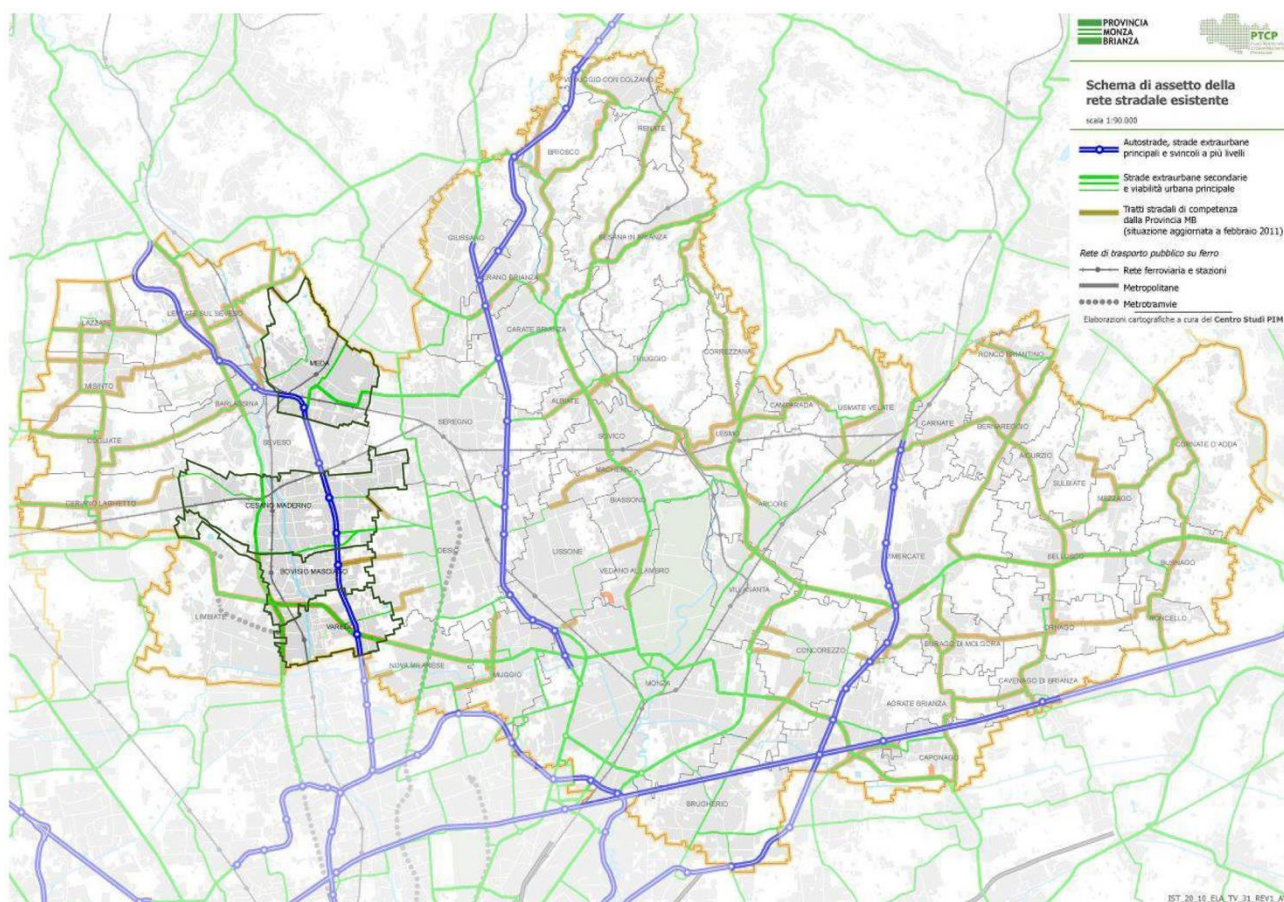 PROVINCIA
MONZA
BRIANZA
PTCP
Schema di assetto della
rete stradale esistente
scala 1:90.000
Autostrade, strade extraurbane
principali e svincoli a più livelli
Strade extraurbane secondarie
e viabilità urbana principale
Tratti stradali di competenza
dalla Provincia MB
(situazione aggiornata a febbraio 2011)
Rete di trasporto pubblico su ferro
Rete ferroviaria e stazioni
Metropolitane
Metrotramvie
Elaborazioni cartografiche a cura del Centro Studi PIM
VEDUGGIO CON COLZANO
RENATE
BRIOSCO
BESANA IN BRIANZA
GIUSSANO
VERANO BRIANZA
CARATE BRIANZA
LENTATE SUL SEVESO
LAZZATE
MEDA
MISINTO
BARLASSINA
TRIUGGIO
CORREZZANA
RONCO BRIANTINO
ALBIATE
CAMPARADA
USMATE VELATE
SEREGNO
CARNATE
BERNAREGGIO
LESMO
SOVICO
COGLIATE
SEVESO
CORNATE D'ADDA
AICURZIO
MACHERIO
SULBIATE
BIASSONO
MEZZAGO
CERIANO LAGHETTO
CESANO MADERNO
ARCORE
DESIO
LISSONE
VIMERCATE
BELLUSCO
BUSNAGO
BOVISIO MASCIAGO
VEDANO AL LAMBRO
VILLASANTA
LIMBIATE
VAREDO
RONCELLO
ORNAGO
BURAGO DI MOLGORA
CONCOREZZO
NOVA MILANESE
MUGGIO
MONZA
CAVENAGO DI BRIANZA
AGRATE BRIANZA
CAPONAGO
BRUGHERIO
IST_20_10_ELA_TV_31_REV1_A